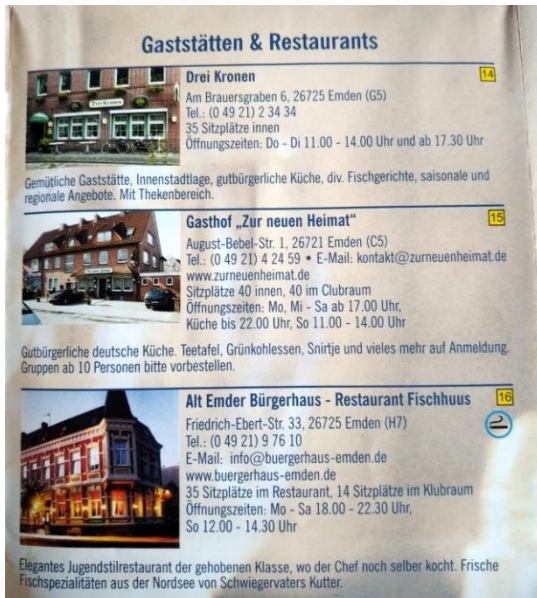 Gaststätten & Restaurants
Drei Kronen
14
Am Brauersgraben 6, 26725 Emden (G5)
Tel.: (0 49 21) 2 34 34
35 Sitzplätze innen
Öffnungszeiten: Do - Di 11.00 - 14.00 Uhr und ab 17.30 Uhr
Drei Kronen
Gemütliche Gaststätte, Innenstadtlage, gutbürgerliche Küche, div. Fischgerichte, saisonale und
regionale Angebote. Mit Thekenbereich.
Gasthof „Zur neuen Heimat“
15
August-Bebel-Str. 1, 26721 Emden (C5)
Tel.: (0 49 21) 4 24 59 • E-Mail: kontakt@zurneuenheimat.de
www.zurneuenheimat.de
Sitzplätze 40 innen, 40 im Clubraum
Öffnungszeiten: Mo, Mi - Sa ab 17.00 Uhr,
Küche bis 22.00 Uhr, So 11.00 - 14.00 Uhr
Gutbürgerliche deutsche Küche. Teetafel, Grünkohlessen, Snirtje und vieles mehr auf Anmeldung.
Gruppen ab 10 Personen bitte vorbestellen.
Alt Emder Bürgerhaus - Restaurant Fischhuus
16
Friedrich-Ebert-Str. 33, 26725 Emden (H7)
Tel.: (0 49 21) 9 76 10
E-Mail: info@buergerhaus-emden.de
www.buergerhaus-emden.de
35 Sitzplätze im Restaurant, 14 Sitzplätze im Klubraum
Öffnungszeiten: Mo - Sa 18.00 - 22.30 Uhr,
So 12.00 - 14.30 Uhr
Elegantes Jugendstilrestaurant der gehobenen Klasse, wo der Chef noch selber kocht. Frische
Fischspezialitäten aus der Nordsee von Schwiegervaters Kutter.